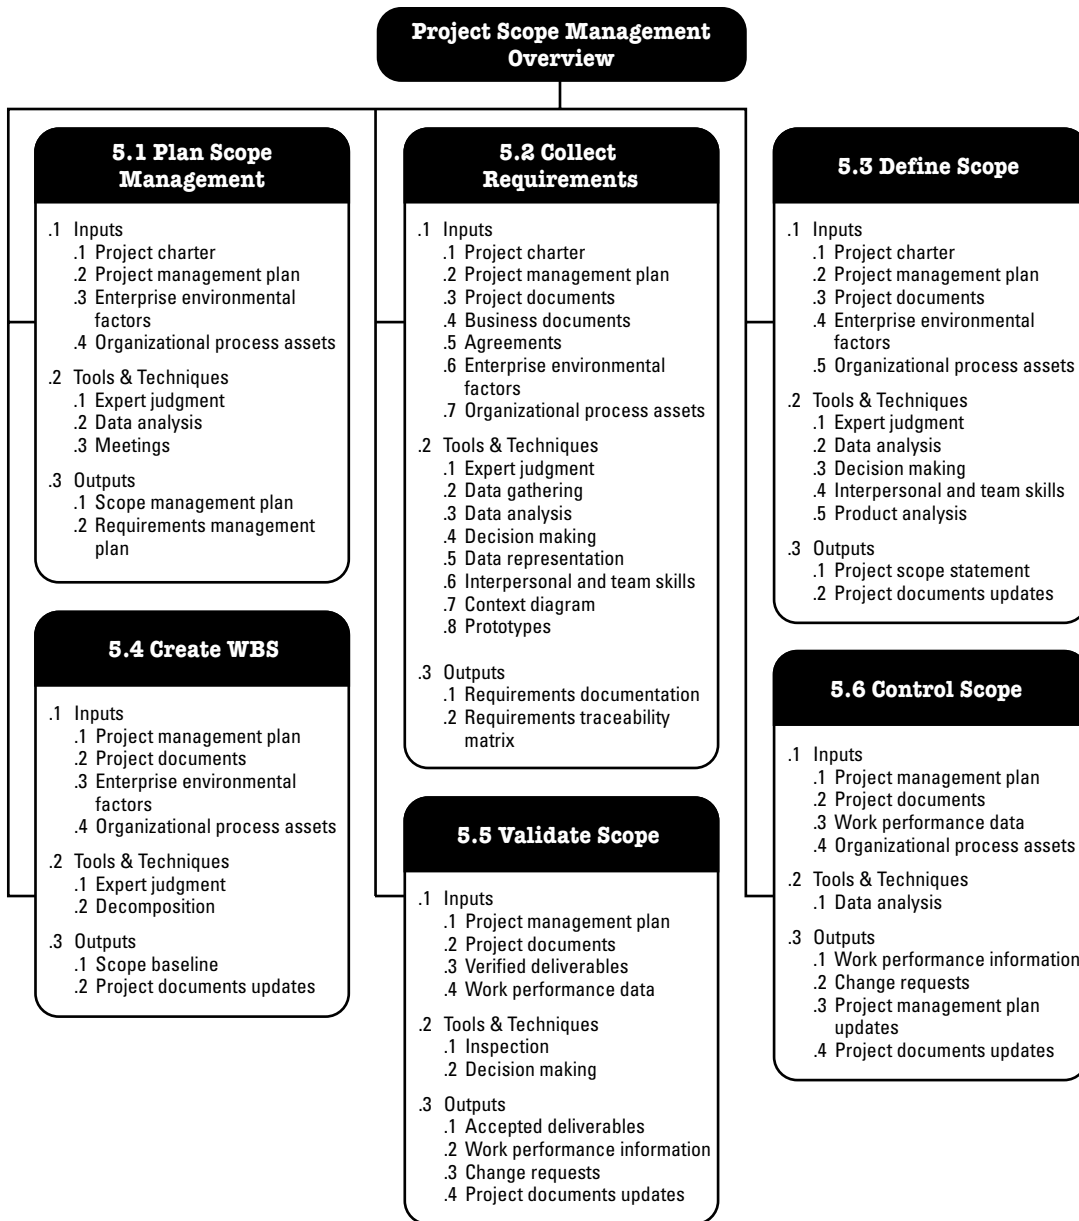 Project Scope Management
Overview
5.1 Plan Scope
Management
.1 Inputs
.1 Project charter
.2 Project management plan
.3 Enterprise environmental
factors
.4 Organizational process assets
.2 Tools & Techniques
.1 Expert judgment
.2 Data analysis
.3 Meetings
.3 Outputs
.1 Scope management plan
.2 Requirements management
plan
5.2 Collect
Requirements
.1 Inputs
.1 Project charter
.2 Project management plan
.3 Project documents
.4 Business documents
.5 Agreements
.6 Enterprise environmental
factors
.7 Organizational process assets
.2 Tools & Techniques
.1 Expert judgment
.2 Data gathering
.3 Data analysis
.4 Decision making
.5 Data representation
.6 Interpersonal and team skills
.7 Context diagram
.8 Prototypes
.3 Outputs
.1 Requirements documentation
.2 Requirements traceability
matrix
5.3 Define Scope
.1 Inputs
.1 Project charter
.2 Project management plan
.3 Project documents
.4 Enterprise environmental
factors
.5 Organizational process assets
.2 Tools & Techniques
.1 Expert judgment
.2 Data analysis
.3 Decision making
.4 Interpersonal and team skills
.5 Product analysis
.3 Outputs
.1 Project scope statement
.2 Project documents updates
5.4 Create WBS
.1 Inputs
.1 Project management plan
.2 Project documents
.3 Enterprise environmental
factors
.4 Organizational process assets
.2 Tools & Techniques
.1 Expert judgment
.2 Decomposition
.3 Outputs
.1 Scope baseline
.2 Project documents updates
5.5 Validate Scope
.1 Inputs
.1 Project management plan
.2 Project documents
.3 Verified deliverables
.4 Work performance data
.2 Tools & Techniques
.1 Inspection
.2 Decision making
.3 Outputs
.1 Accepted deliverables
.2 Work performance information
.3 Change requests
.4 Project documents updates
5.6 Control Scope
.1 Inputs
.1 Project management plan
.2 Project documents
.3 Work performance data
.4 Organizational process assets
.2 Tools & Techniques
.1 Data analysis
.3 Outputs
.1 Work performance information
.2 Change requests
.3 Project management plan
updates
.4 Project documents updates